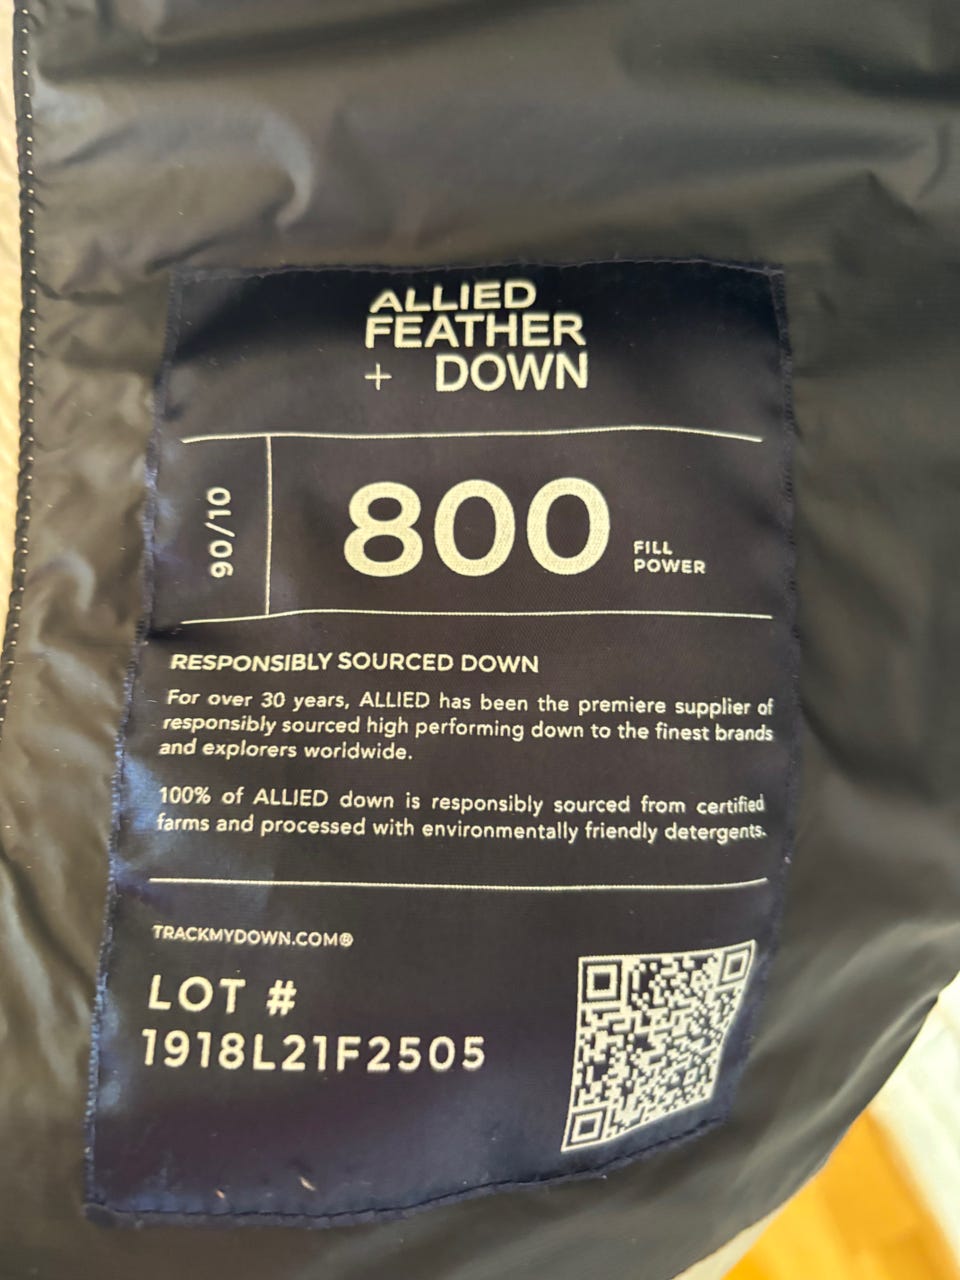 ALLIED
FEATHER
+ DOWN
90/10
800
FILL
POWER
RESPONSIBLY SOURCED DOWN
For over 30 years, ALLIED has been the premiere supplier of
responsibly sourced high performing down to the finest brands
and explorers worldwide.
100% of ALLIED down is responsibly sourced from certified
farms and processed with environmentally friendly detergents.
TRACKMYDOWN.COM®
LOT #
1918L21F2505